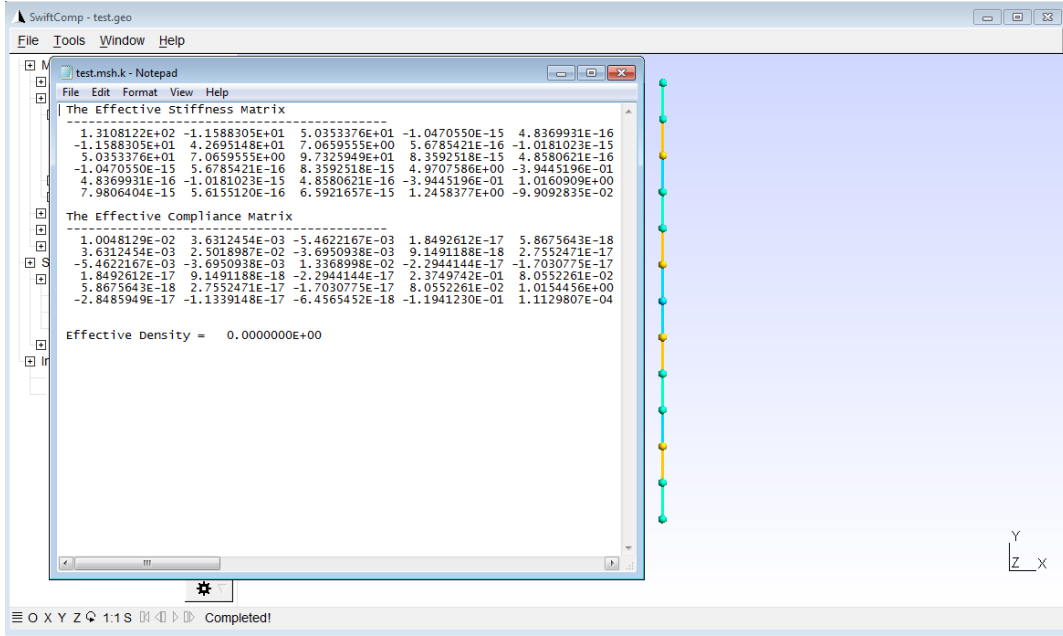 SwiftComp - test.geo
File Tools Window Help
test.msh.k - Notepad
File Edit Format View Help
The Effective Stiffness Matrix
--------------------------------------------
1.3108122E+02 -1.1588305E+01 5.0353376E+01 -1.0470550E-15 4.8369931E-16
-1.1588305E+01 4.2695148E+01 7.0659555E+00 5.6785421E-16 -1.0181023E-15
5.0353376E+01 7.0659555E+00 9.7325949E+01 8.3592518E-15 4.8580621E-16
-1.0470550E-15 5.6785421E-16 8.3592518E-15 4.9707586E+00 -3.9445196E-01
4.8369931E-16 -1.0181023E-15 4.8580621E-16 -3.9445196E-01 1.0160909E+00
7.9806404E-15 5.6155120E-16 6.5921657E-15 1.2458377E+00 -9.9092835E-02
The Effective Compliance Matrix
--------------------------------------------
1.0048129E-02 3.6312454E-03 -5.4622167E-03 1.8492612E-17 5.8675643E-18
3.6312454E-03 2.5018987E-02 -3.6950938E-03 9.1491188E-18 2.7552471E-17
-5.4622167E-03 -3.6950938E-03 1.3368998E-02 -2.2944144E-17 -1.7030775E-17
1.8492612E-17 9.1491188E-18 -2.2944144E-17 2.3749742E-01 8.0552261E-02
5.8675643E-18 2.7552471E-17 -1.7030775E-17 8.0552261E-02 1.0154456E+00
-2.8485949E-17 -1.1339148E-17 -6.4565452E-18 -1.1941230E-01 1.1129807E-04
Effective Density = 0.0000000E+00
Y
Z X
O X Y Z 1:1 S Completed!